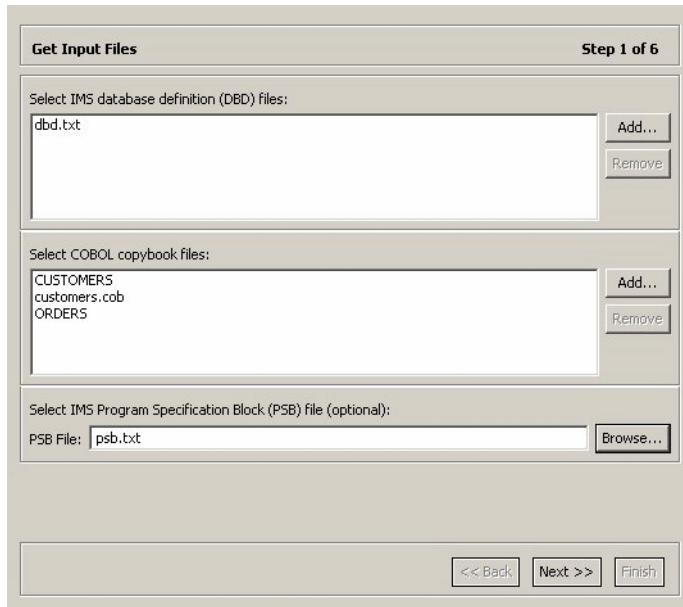 Get Input Files Step 1 of 6
Select IMS database definition (DBD) files:
dbd.txt
Add...
Remove
Select COBOL copybook files:
CUSTOMERS
customers.cob
ORDERS
Add...
Remove
Select IMS Program Specification Block (PSB) file (optional):
PSB File: psb.txt Browse...
<< Back Next >> Finish